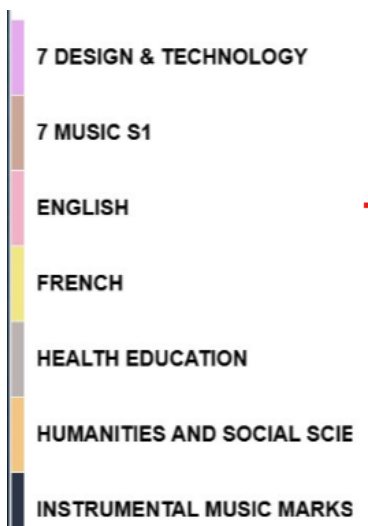 7 DESIGN & TECHNOLOGY
7 MUSIC S1
ENGLISH
FRENCH
HEALTH EDUCATION
HUMANITIES AND SOCIAL SCIE
INSTRUMENTAL MUSIC MARKS